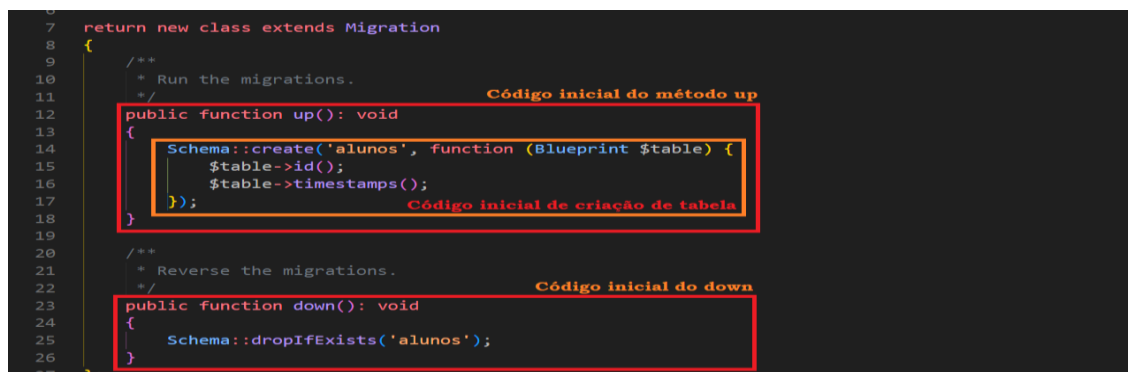 6
7 return new class extends Migration
8 {
9 /**
10 * Run the migrations.
11 */ Código inicial do método up
12 public function up(): void
13 {
14 Schema::create('alunos', function (Blueprint $table) {
15 $table->id();
16 $table->timestamps();
17 }); Código inicial de criação de tabela
18 }
19
20 /**
21 * Reverse the migrations.
22 */ Código inicial do down
23 public function down(): void
24 {
25 Schema::dropIfExists('alunos');
26 }